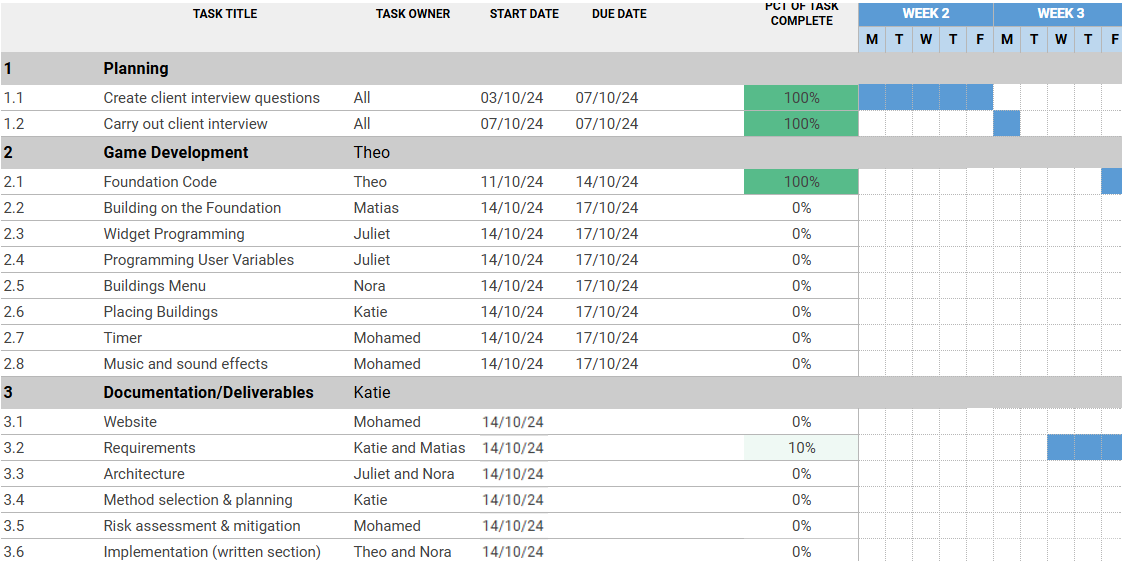 TASK TITLE TASK OWNER START DATE DUE DATE PCT OF TASK COMPLETE WEEK 2 WEEK 3
M T W T F M T W T F
1 Planning
1.1 Create client interview questions All 03/10/24 07/10/24 100%
1.2 Carry out client interview All 07/10/24 07/10/24 100%
2 Game Development Theo
2.1 Foundation Code Theo 11/10/24 14/10/24 100%
2.2 Building on the Foundation Matias 14/10/24 17/10/24 0%
2.3 Widget Programming Juliet 14/10/24 17/10/24 0%
2.4 Programming User Variables Juliet 14/10/24 17/10/24 0%
2.5 Buildings Menu Nora 14/10/24 17/10/24 0%
2.6 Placing Buildings Katie 14/10/24 17/10/24 0%
2.7 Timer Mohamed 14/10/24 17/10/24 0%
2.8 Music and sound effects Mohamed 14/10/24 17/10/24 0%
3 Documentation/Deliverables Katie
3.1 Website Mohamed 14/10/24 0%
3.2 Requirements Katie and Matias 14/10/24 10%
3.3 Architecture Juliet and Nora 14/10/24 0%
3.4 Method selection & planning Katie 14/10/24 0%
3.5 Risk assessment & mitigation Mohamed 14/10/24 0%
3.6 Implementation (written section) Theo and Nora 14/10/24 0%